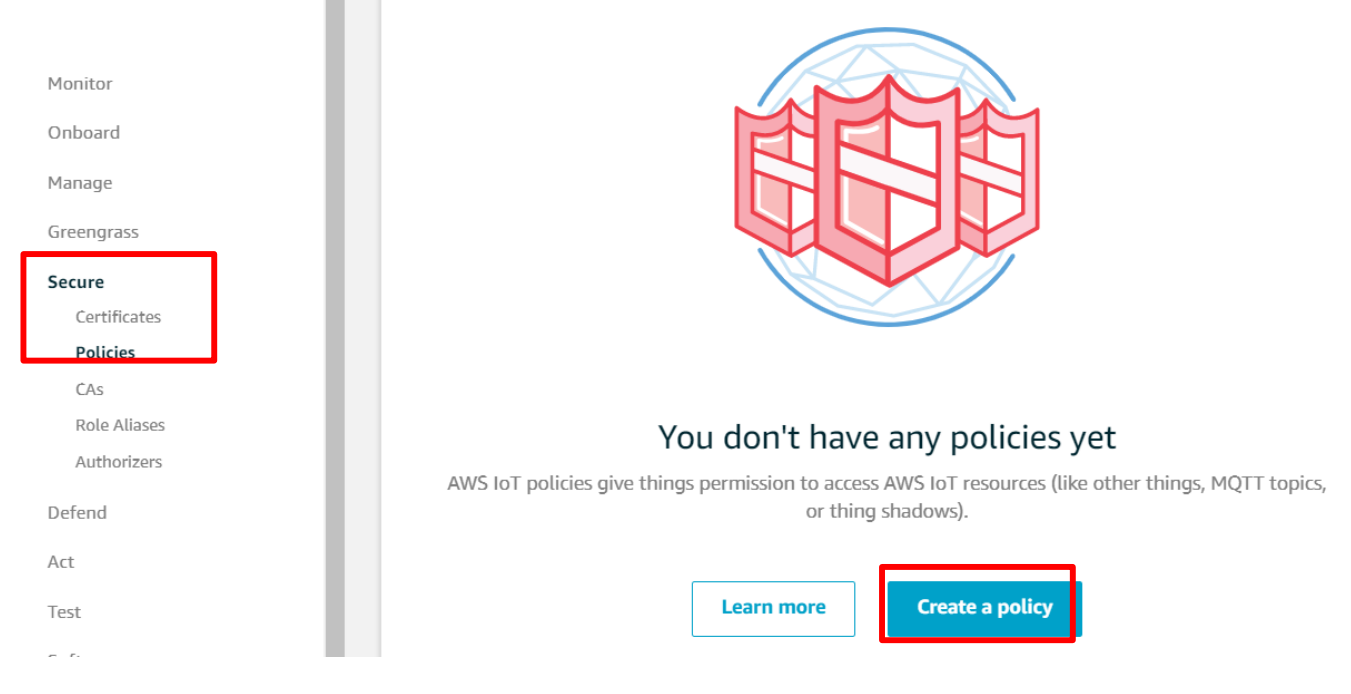 Monitor
Onboard
Manage
Greengrass
Secure
Certificates
Policies
CAs
Role Aliases
Authorizers
Defend
Act
Test
You don't have any policies yet
AWS IoT policies give things permission to access AWS IoT resources (like other things, MQTT topics,
or thing shadows).
Learn more
Create a policy